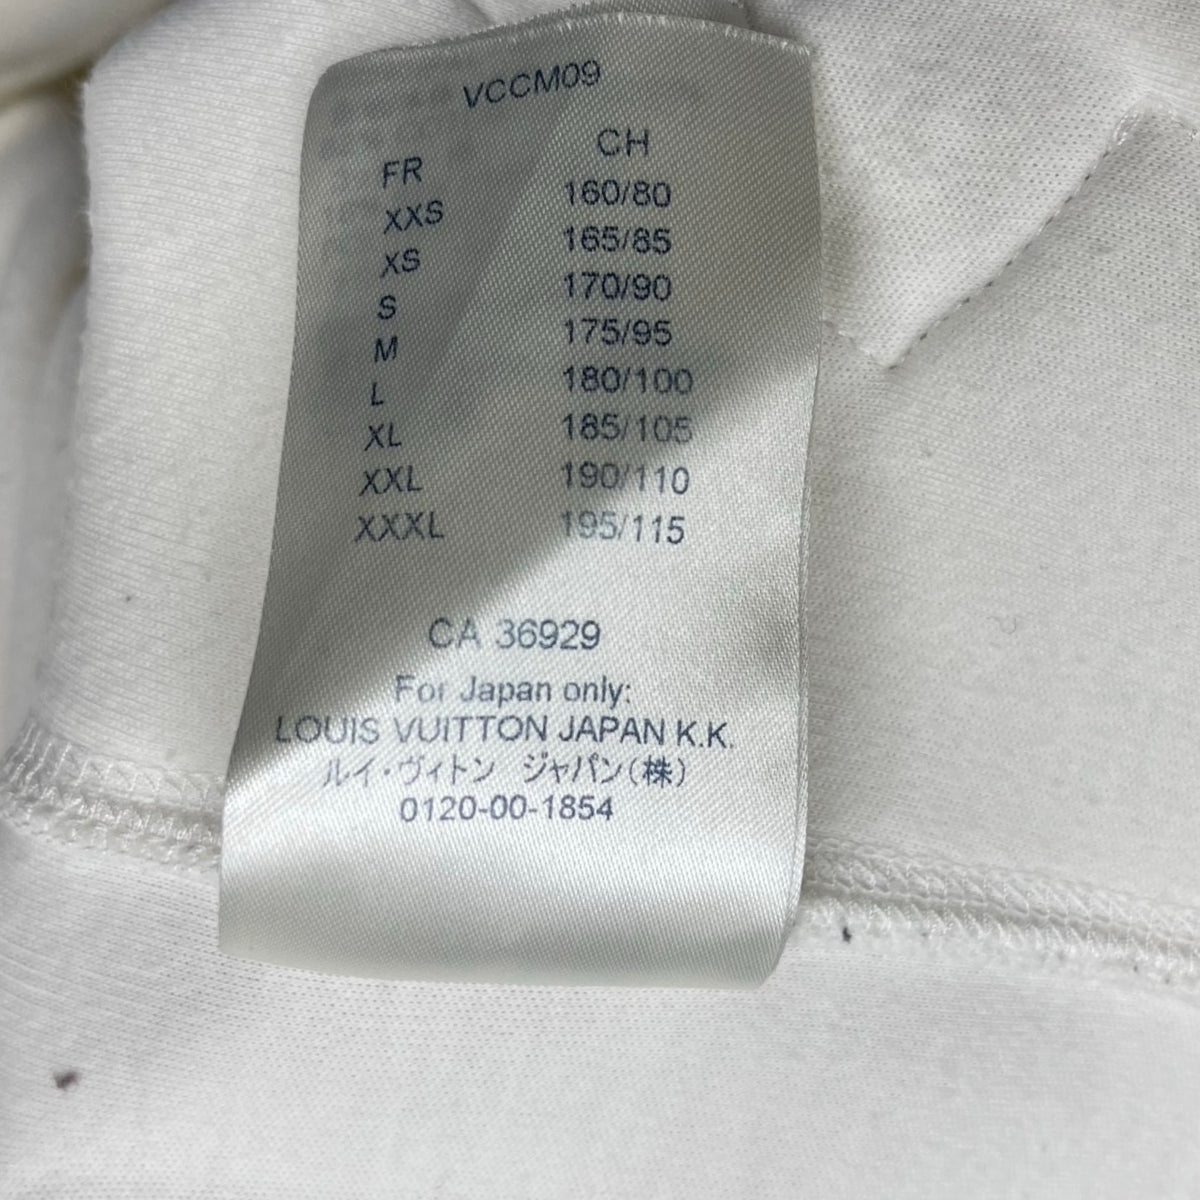 VCCM09
FR CH
XXS 160/80
XS 165/85
S 170/90
M 175/95
L 180/100
XL 185/105
XXL 190/110
XXXL 195/115
CA 36929
For Japan only:
LOUIS VUITTON JAPAN K.K.
ルイ・ヴィトン ジャパン(株)
0120-00-1854